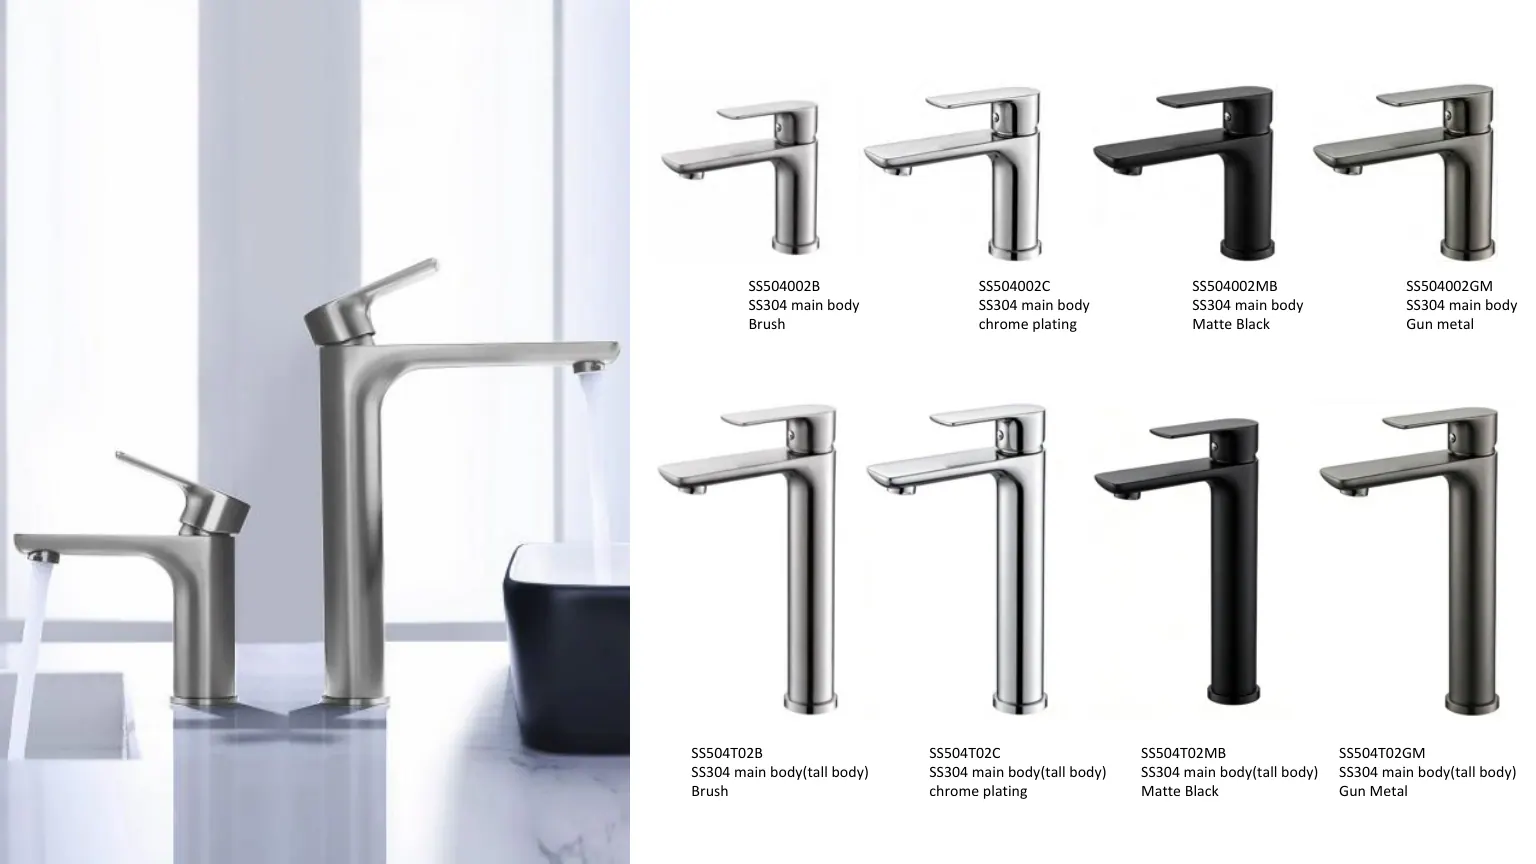 SS504002B
SS304 main body
Brush
SS504002C
SS304 main body
chrome plating
SS504002MB
SS304 main body
Matte Black
SS504002GM
SS304 main body
Gun metal
SS504T02B
SS304 main body(tall body)
Brush
SS504T02C
SS304 main body(tall body)
chrome plating
SS504T02MB
SS304 main body(tall body)
Matte Black
SS504T02GM
SS304 main body(tall body)
Gun Metal